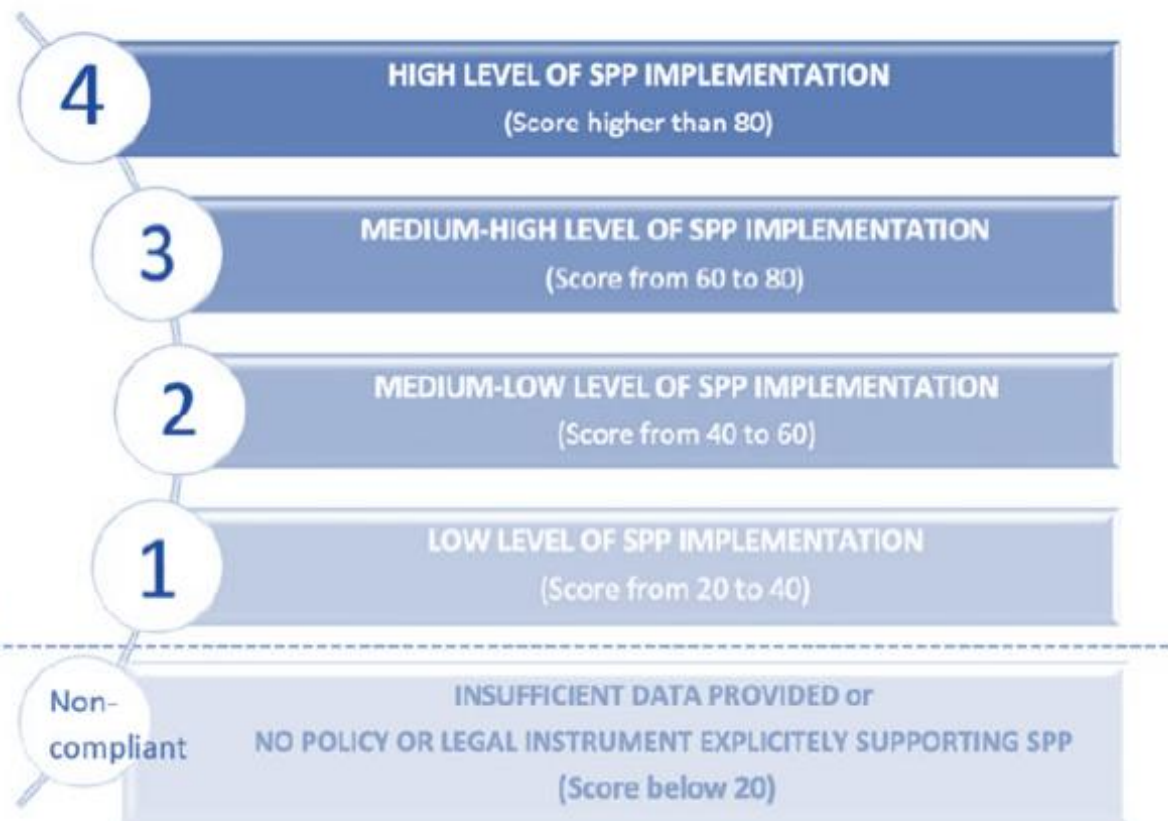 4
HIGH LEVEL OF SPP IMPLEMENTATION
(Score higher than 80)
3
MEDIUM-HIGH LEVEL OF SPP IMPLEMENTATION
(Score from 60 to 80)
2
MEDIUM-LOW LEVEL OF SPP IMPLEMENTATION
(Score from 40 to 60)
1
LOW LEVEL OF SPP IMPLEMENTATION
(Score from 20 to 40)
Non-
compliant
INSUFFICIENT DATA PROVIDED or
NO POLICY OR LEGAL INSTRUMENT EXPLICITELY SUPPORTING SPP
(Score below 20)